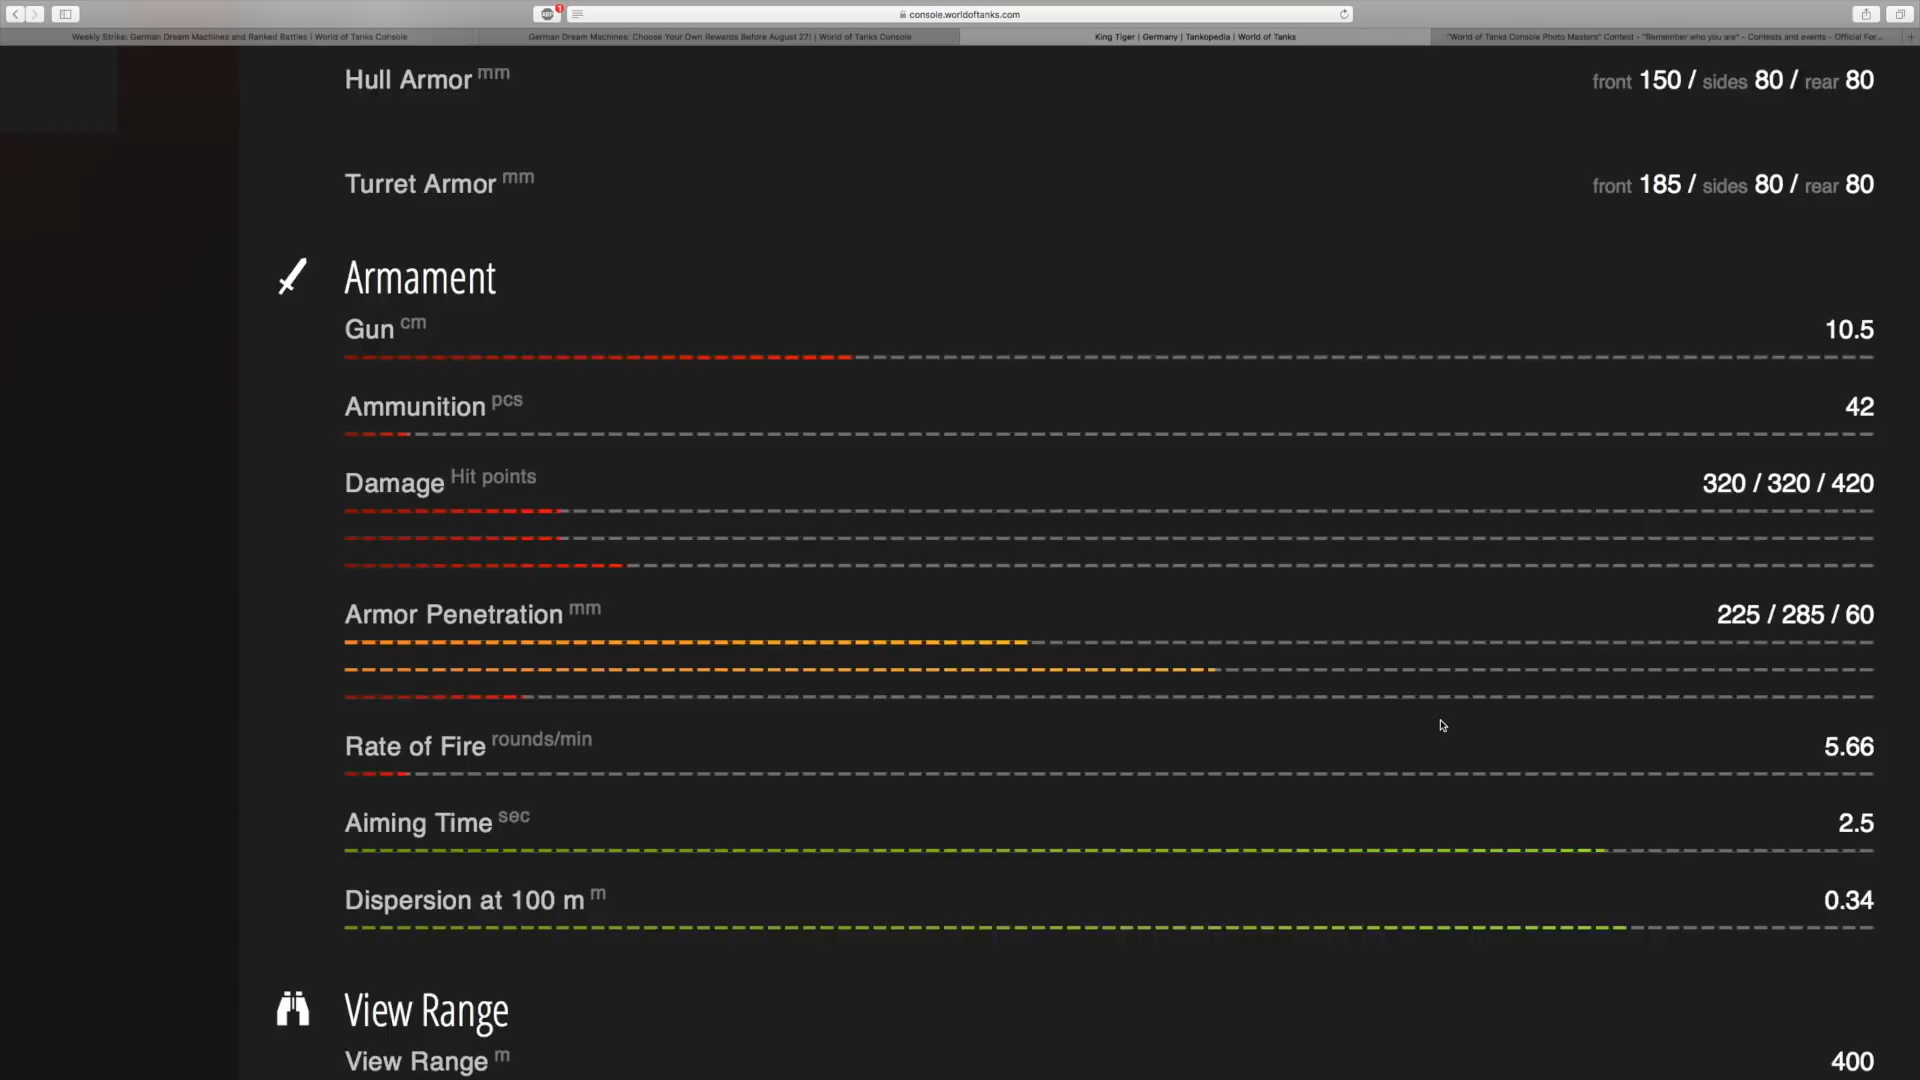 console.worldoftanks.com
Weekly Strike: German Dream Machines and Ranked Battles | World of Tanks Console
German Dream Machines: Choose Your Own Rewards Before August 27! | World of Tanks Console
King Tiger | Germany | Tankopedia | World of Tanks
"World of Tanks Console Photo Masters" Contest - "Remember who you are" - Contests and events - Official For...
Hull Armor mm front 150 / sides 80 / rear 80
Turret Armor mm front 185 / sides 80 / rear 80
Armament
Gun cm 10.5
Ammunition pcs 42
Damage Hit points 320 / 320 / 420
Armor Penetration mm 225 / 285 / 60
Rate of Fire rounds/min 5.66
Aiming Time sec 2.5
Dispersion at 100 m m 0.34
View Range
View Range m 400